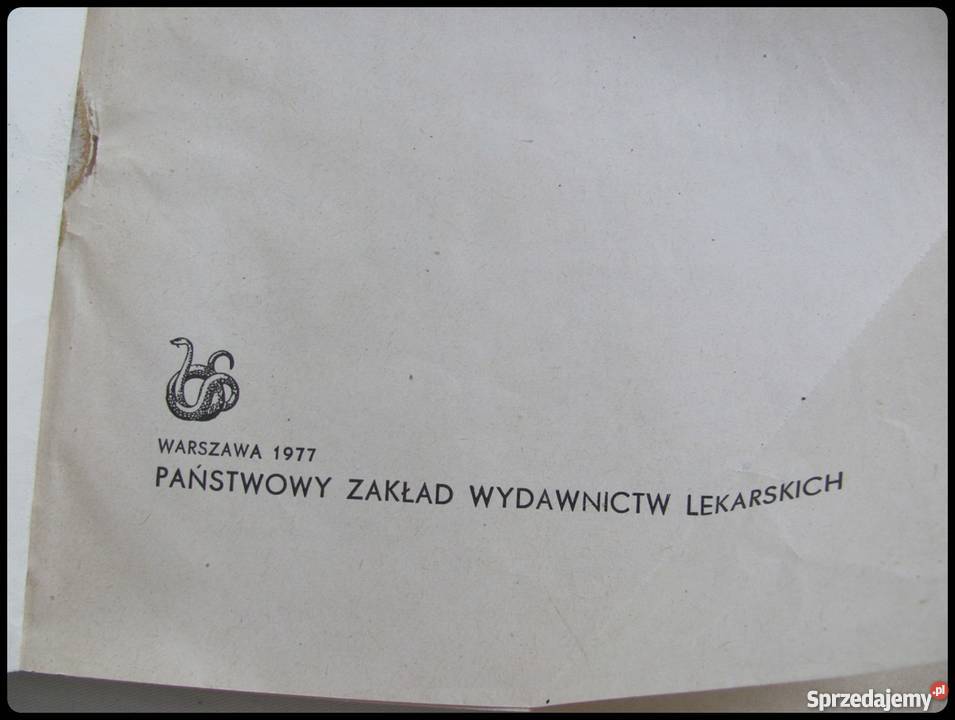 WARSZAWA 1977
PAŃSTWOWY ZAKŁAD WYDAWNICTW LEKARSKICH
Sprzedajemy.pl